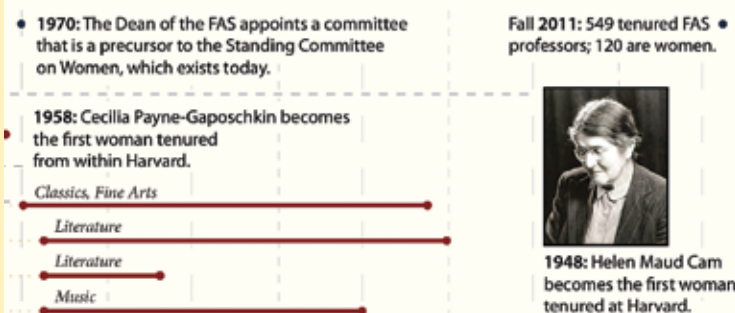 1970: The Dean of the FAS appoints a committee
that is a precursor to the Standing Committee
on Women, which exists today.
Fall 2011: 549 tenured FAS
professors; 120 are women.
1958: Cecilia Payne-Gaposchkin becomes
the first woman tenured
from within Harvard.
Classics, Fine Arts
Literature
Literature
Music
1948: Helen Maud Cam
becomes the first woman
tenured at Harvard.